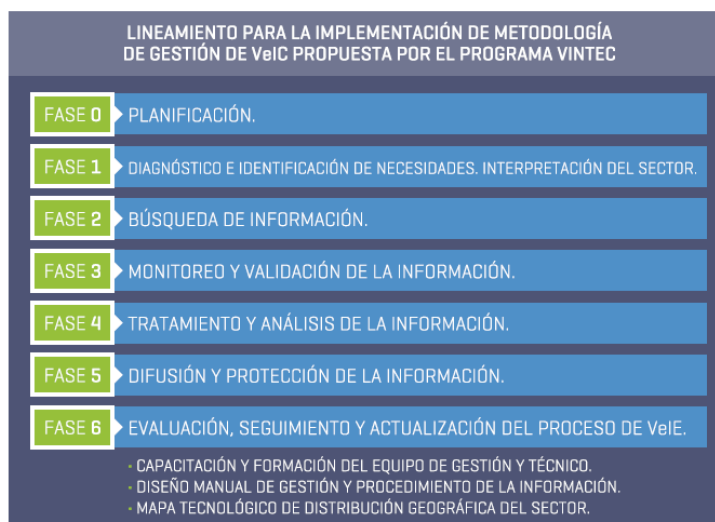 LINEAMIENTO PARA LA IMPLEMENTACIÓN DE METODOLOGÍA
DE GESTIÓN DE VeIC PROPUESTA POR EL PROGRAMA VINTEC
FASE 0 PLANIFICACIÓN.
FASE 1 DIAGNÓSTICO E IDENTIFICACIÓN DE NECESIDADES. INTERPRETACIÓN DEL SECTOR.
FASE 2 BÚSQUEDA DE INFORMACIÓN.
FASE 3 MONITOREO Y VALIDACIÓN DE LA INFORMACIÓN.
FASE 4 TRATAMIENTO Y ANÁLISIS DE LA INFORMACIÓN.
FASE 5 DIFUSIÓN Y PROTECCIÓN DE LA INFORMACIÓN.
FASE 6 EVALUACIÓN, SEGUIMIENTO Y ACTUALIZACIÓN DEL PROCESO DE VeIE.
• CAPACITACIÓN Y FORMACIÓN DEL EQUIPO DE GESTIÓN Y TÉCNICO.
• DISEÑO MANUAL DE GESTIÓN Y PROCEDIMIENTO DE LA INFORMACIÓN.
• MAPA TECNOLÓGICO DE DISTRIBUCIÓN GEOGRÁFICA DEL SECTOR.